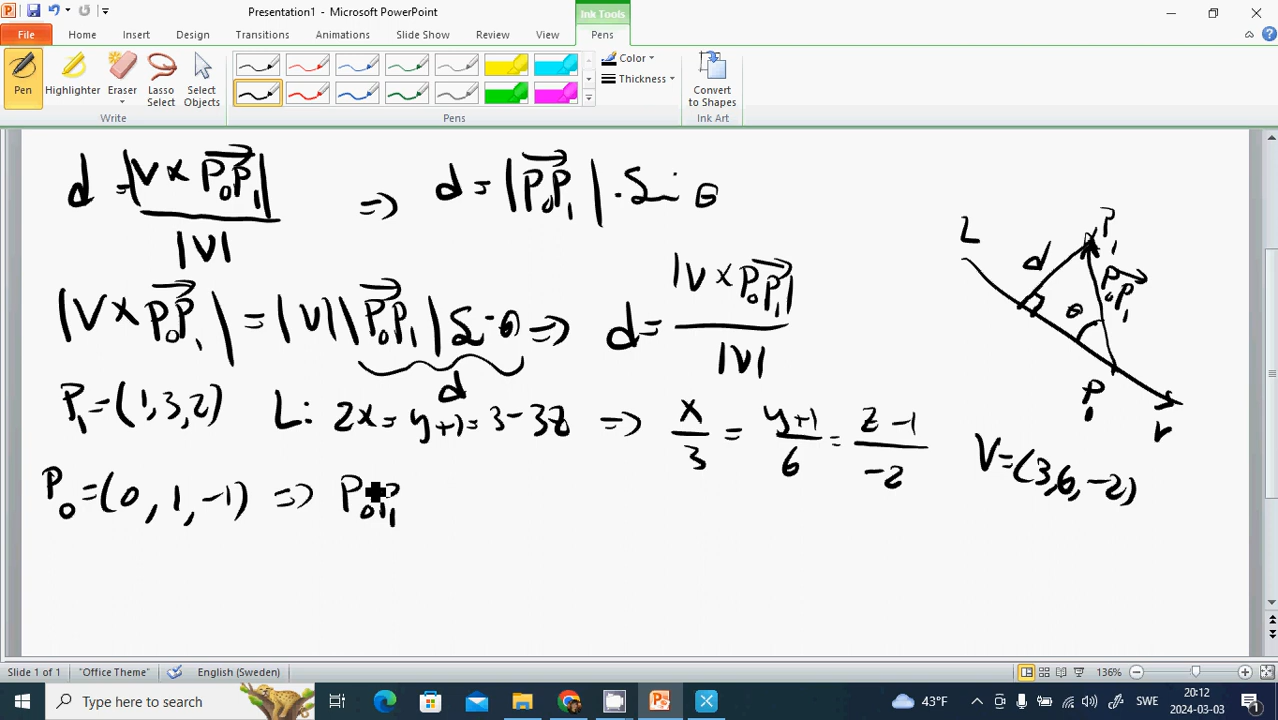 Presentation1 - Microsoft PowerPoint
Ink Tools
File Home Insert Design Transitions Animations Slide Show Review View Pens
Pen Highlighter Eraser Lasso Select Select Objects
Color
Thickness
Convert to Shapes
Write Pens Ink Art
d = |V × P₀P₁| / |V| => d = |P₀P₁| · Sin θ
L d P₁ P₀P₁ θ P₀ V
|V × P₀P₁| = |V||P₀P₁| Sin θ => d = |V × P₀P₁| / |V|
d
P₁ = (1,3,2) L: 2x = y+1 = 3-3z => x/3 = (y+1)/6 = (z-1)/-2 V=(3,6,-2)
P₀ = (0, 1, -1) => P₀P₁
Slide 1 of 1 "Office Theme" English (Sweden) 136%
Type here to search 43°F SWE 20:12
2024-03-03